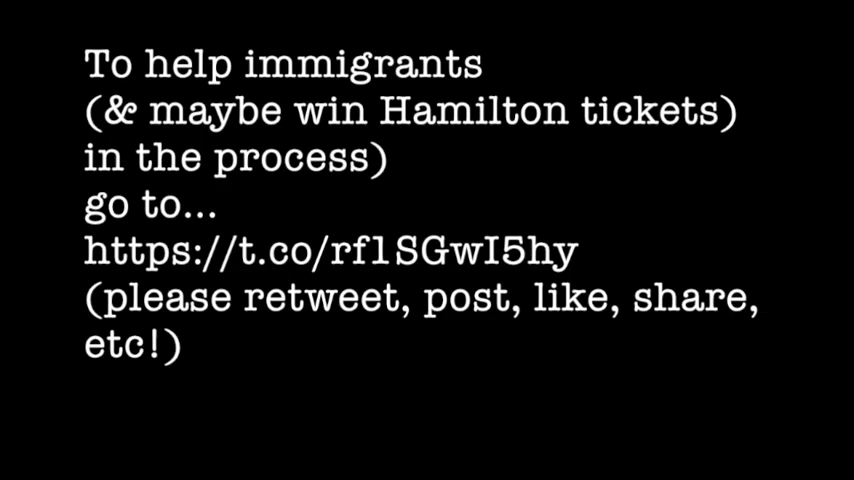 To help immigrants
(& maybe win Hamilton tickets)
in the process)
go to...
https://t.co/rf1SGwI5hy
(please retweet, post, like, share,
etc!)